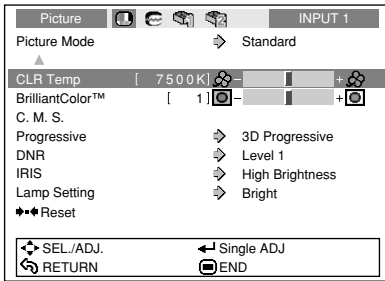 Picture INPUT 1
Picture Mode Standard
CLR Temp [ 7500K] - +
BrilliantColor™ [ 1] - +
C. M. S.
Progressive 3D Progressive
DNR Level 1
IRIS High Brightness
Lamp Setting Bright
Reset
SEL./ADJ. Single ADJ
RETURN END